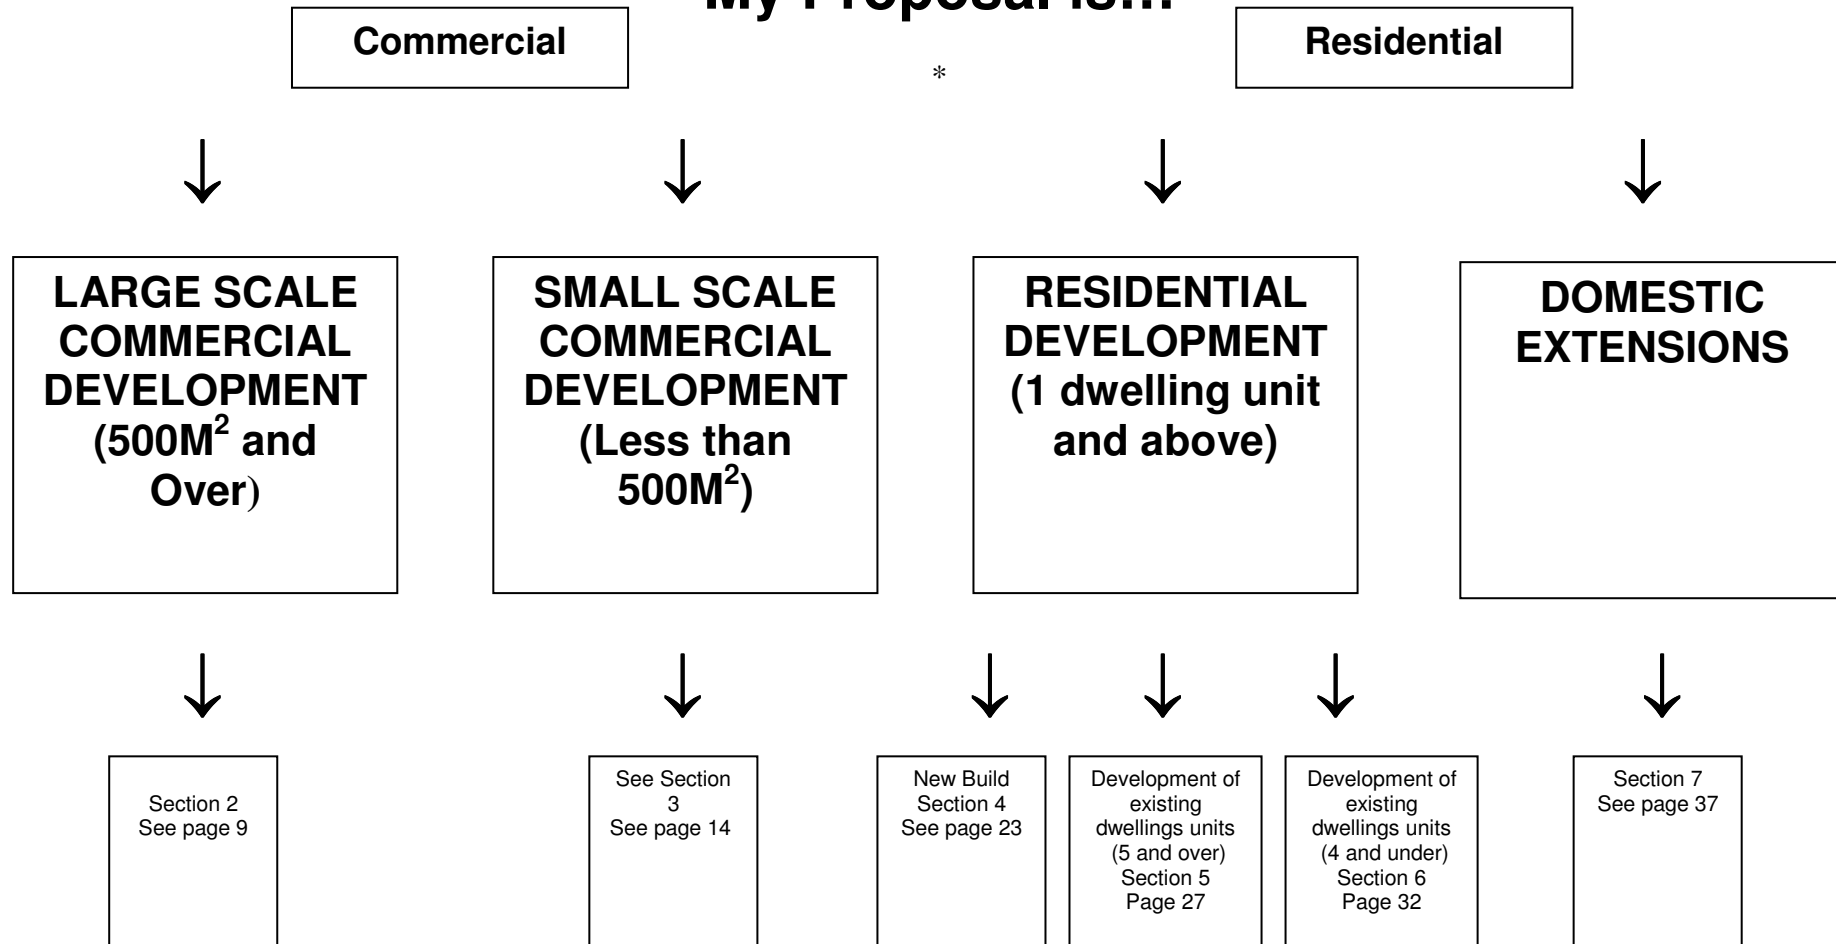 My Proposal is...
Commercial
Residential
*
LARGE SCALE
COMMERCIAL
DEVELOPMENT
(500M² and
Over)
SMALL SCALE
COMMERCIAL
DEVELOPMENT
(Less than
500M²)
RESIDENTIAL
DEVELOPMENT
(1 dwelling unit
and above)
DOMESTIC
EXTENSIONS
Section 2
See page 9
See Section
3
See page 14
New Build
Section 4
See page 23
Development of
existing
dwellings units
(5 and over)
Section 5
Page 27
Development of
existing
dwellings units
(4 and under)
Section 6
Page 32
Section 7
See page 37